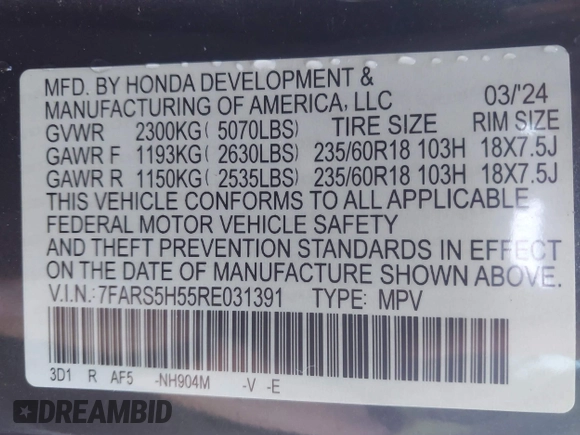 MFD. BY HONDA DEVELOPMENT &
MANUFACTURING OF AMERICA, LLC 03/'24
GVWR 2300KG( 5070LBS) TIRE SIZE RIM SIZE
GAWR F 1193KG( 2630LBS) 235/60R18 103H 18X7.5J
GAWR R 1150KG( 2535LBS) 235/60R18 103H 18X7.5J
THIS VEHICLE CONFORMS TO ALL APPLICABLE
FEDERAL MOTOR VEHICLE SAFETY
AND THEFT PREVENTION STANDARDS IN EFFECT
ON THE DATE OF MANUFACTURE SHOWN ABOVE.
V.I.N.:7FARS5H55RE031391 TYPE: MPV
3D1 R AF5 -NH904M -V -E
DREAMBID